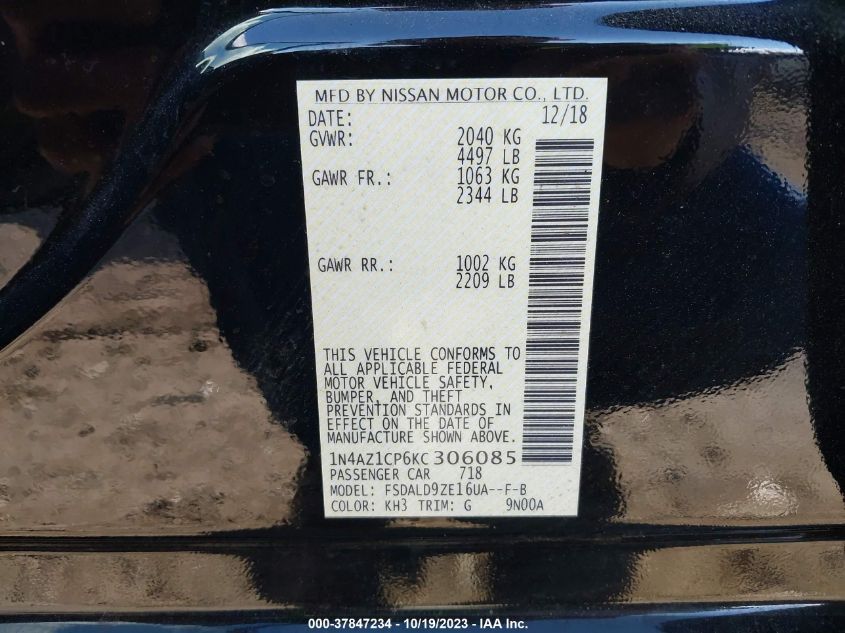 MFD BY NISSAN MOTOR CO., LTD.
DATE: 12/18
GVWR: 2040 KG
4497 LB
GAWR FR.: 1063 KG
2344 LB
GAWR RR.: 1002 KG
2209 LB
THIS VEHICLE CONFORMS TO
ALL APPLICABLE FEDERAL
MOTOR VEHICLE SAFETY,
BUMPER, AND THEFT
PREVENTION STANDARDS IN
EFFECT ON THE DATE OF
MANUFACTURE SHOWN ABOVE.
1N4AZ1CP6KC306085
PASSENGER CAR 718
MODEL: FSDALD9ZE16UA--F-B
COLOR: KH3 TRIM: G 9N00A
000-37847234 - 10/19/2023 - IAA Inc.